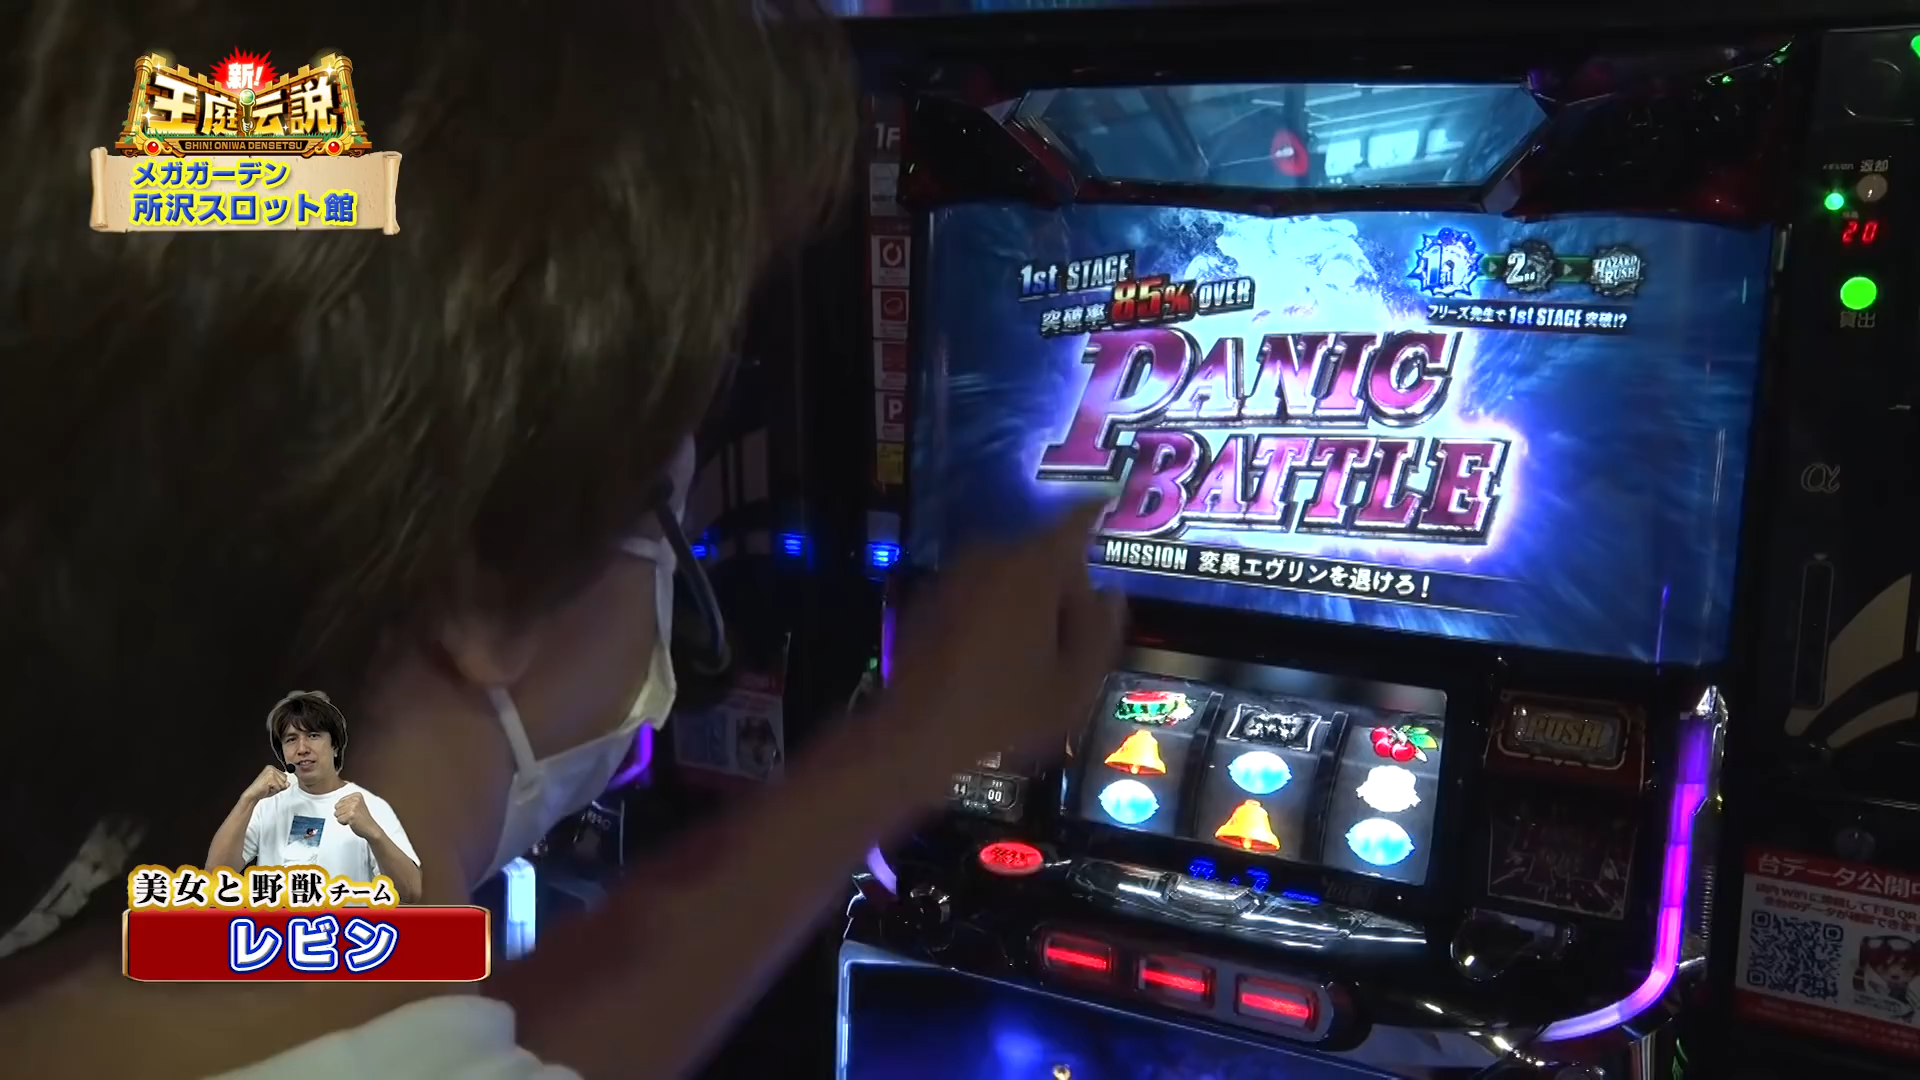 新!
王庭伝説
SHIN! ONIWA DENSETSU
メガガーデン
所沢スロット館
1F
P
1st STAGE
突破率85%OVER
1st
2nd
HAZARD RUSH
フリーズ発生で1st STAGE突破!?
PANIC
BATTLE
MISSION 変異エヴリンを退けろ!
返却
20
貸出
α
PUSH
44
00
台データ公開中
美女と野獣チーム
レビン